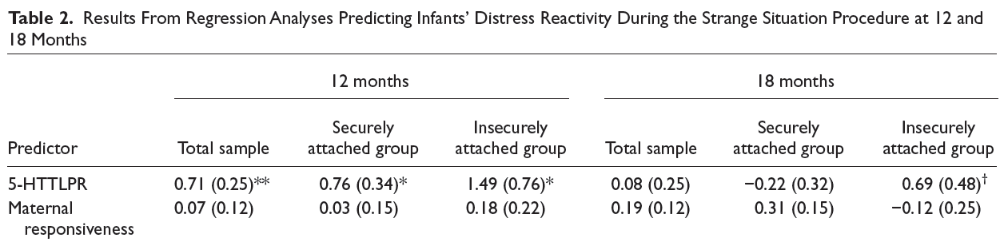 Table 2. Results From Regression Analyses Predicting Infants’ Distress Reactivity During the Strange Situation Procedure at 12 and
18 Months
12 months 18 months
Predictor Total sample Securely attached group Insecurely attached group Total sample Securely attached group Insecurely attached group
5-HTTLPR 0.71 (0.25)** 0.76 (0.34)* 1.49 (0.76)* 0.08 (0.25) −0.22 (0.32) 0.69 (0.48)†
Maternal responsiveness 0.07 (0.12) 0.03 (0.15) 0.18 (0.22) 0.19 (0.12) 0.31 (0.15) −0.12 (0.25)